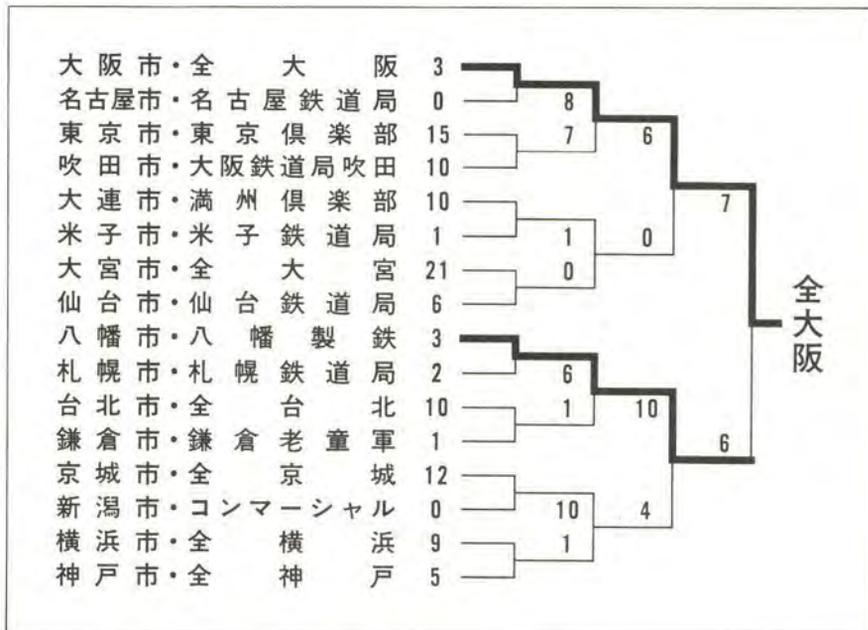 大阪市・全大阪 3
名古屋市・名古屋鉄道局 0
8
東京市・東京倶楽部 15
7 6
吹田市・大阪鉄道局吹田 10
大連市・満州倶楽部 10
7
米子市・米子鉄道局 1
1 0
大宮市・全大宮 21
0
仙台市・仙台鉄道局 6
全大阪
八幡市・八幡製鉄 3
札幌市・札幌鉄道局 2
6
台北市・全台北 10
1 10
鎌倉市・鎌倉老童軍 1
6
京城市・全京城 12
新潟市・コンマーシャル 0
10 4
横浜市・全横浜 9
1
神戸市・全神戸 5